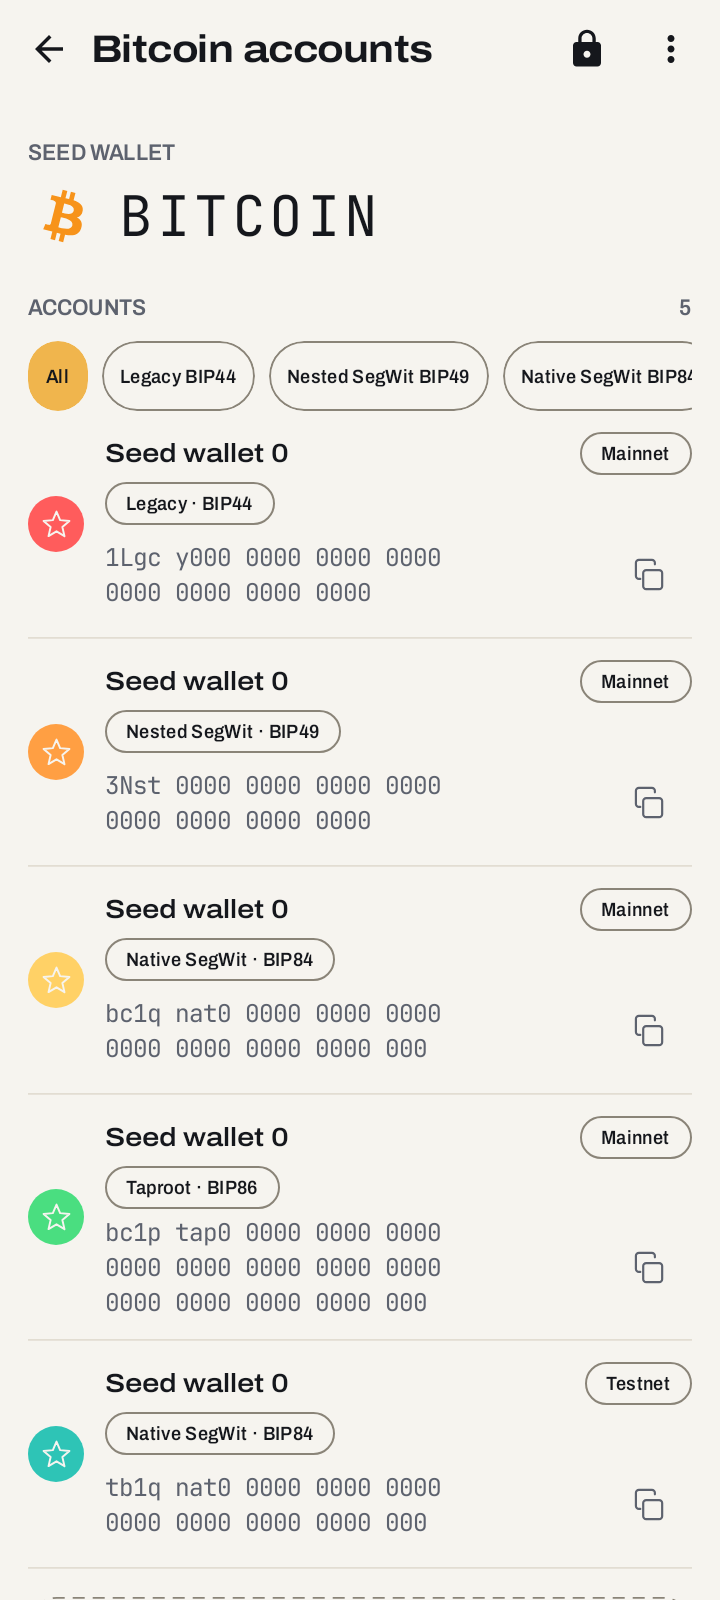 Bitcoin accounts
SEED WALLET
BITCOIN
ACCOUNTS 5
All Legacy BIP44 Nested SegWit BIP49 Native SegWit BIP84
Seed wallet 0 Mainnet
Legacy · BIP44
1Lgc y000 0000 0000 0000
0000 0000 0000 0000
Seed wallet 0 Mainnet
Nested SegWit · BIP49
3Nst 0000 0000 0000 0000
0000 0000 0000 0000
Seed wallet 0 Mainnet
Native SegWit · BIP84
bc1q nat0 0000 0000 0000
0000 0000 0000 0000 000
Seed wallet 0 Mainnet
Taproot · BIP86
bc1p tap0 0000 0000 0000
0000 0000 0000 0000 0000
0000 0000 0000 0000 000
Seed wallet 0 Testnet
Native SegWit · BIP84
tb1q nat0 0000 0000 0000
0000 0000 0000 0000 000